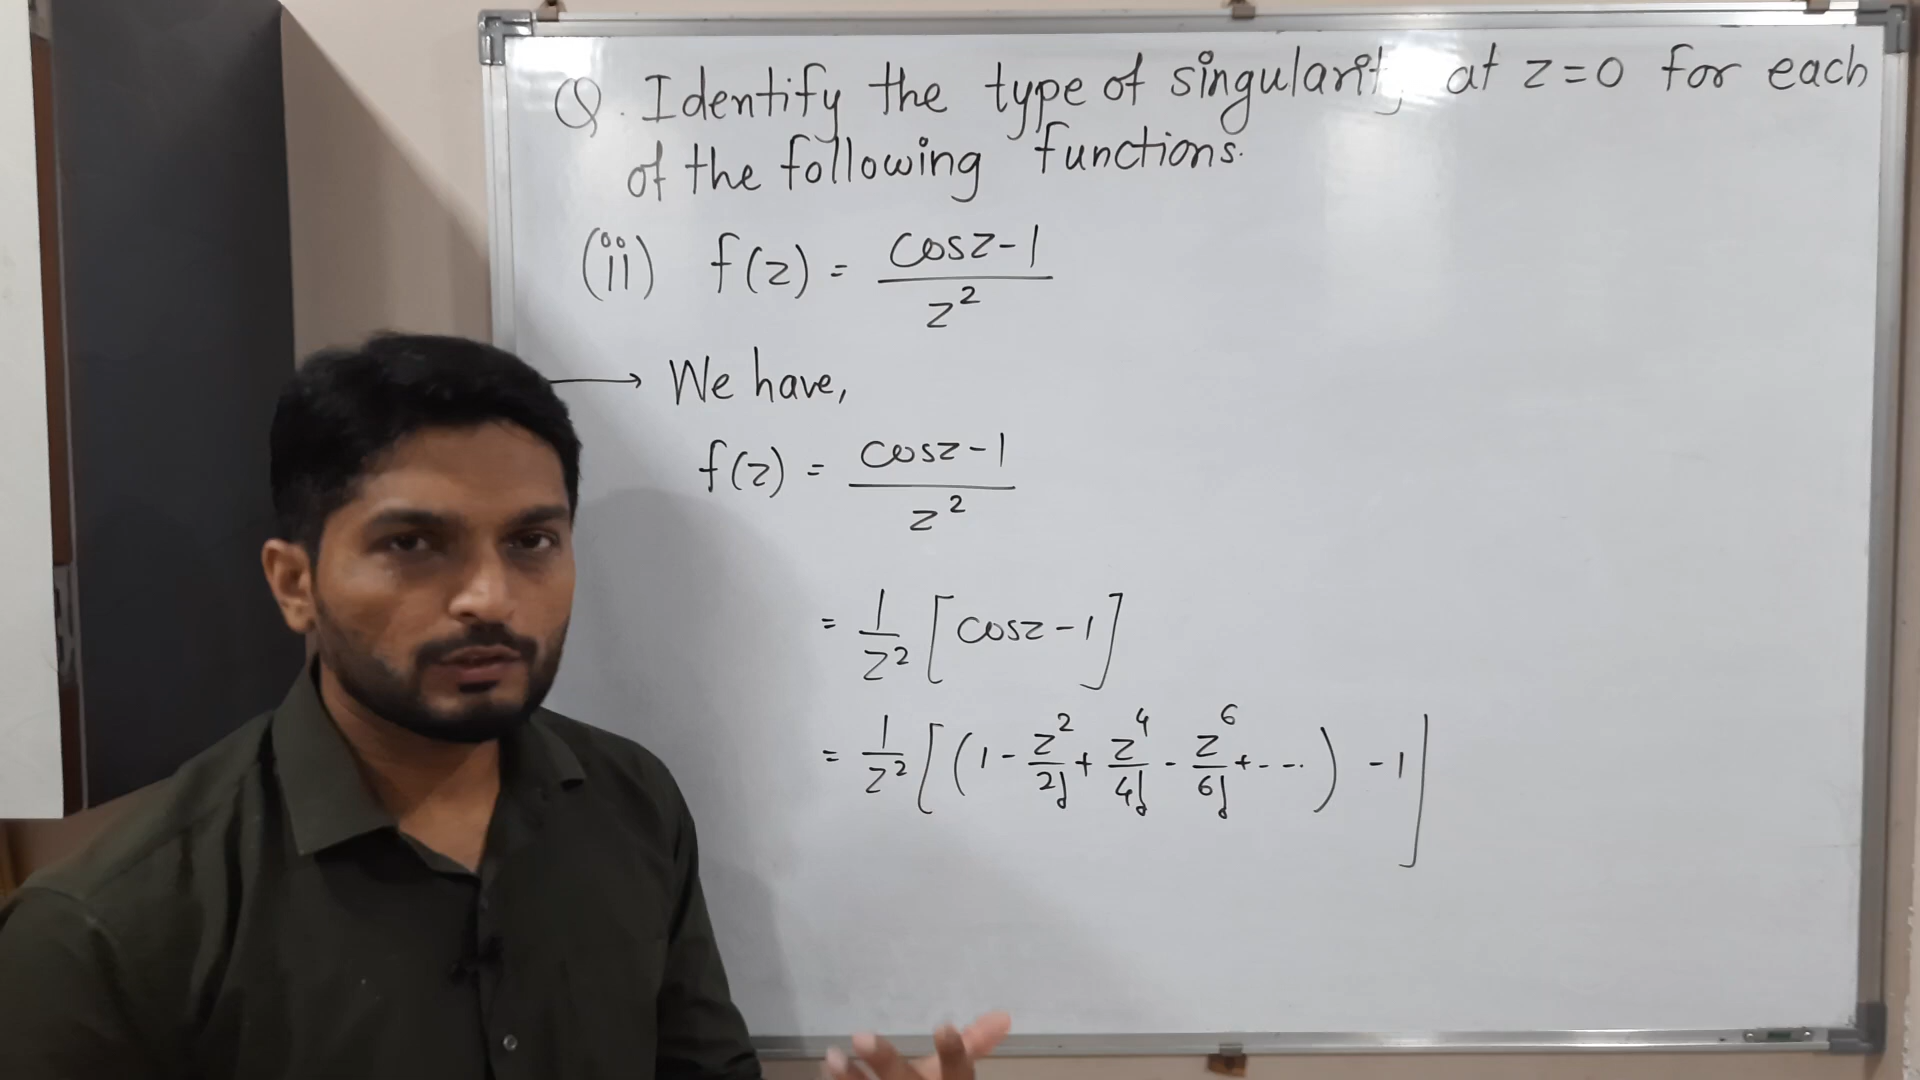 Q. Identify the type of singularity at z=0 for each
of the following functions.
(ii) f(z) = cosz-1 / z²
→ We have,
f(z) = cosz-1 / z²
= 1/z² [cosz-1]
= 1/z² [(1 - z²/2! + z⁴/4! - z⁶/6! + ---...) -1]